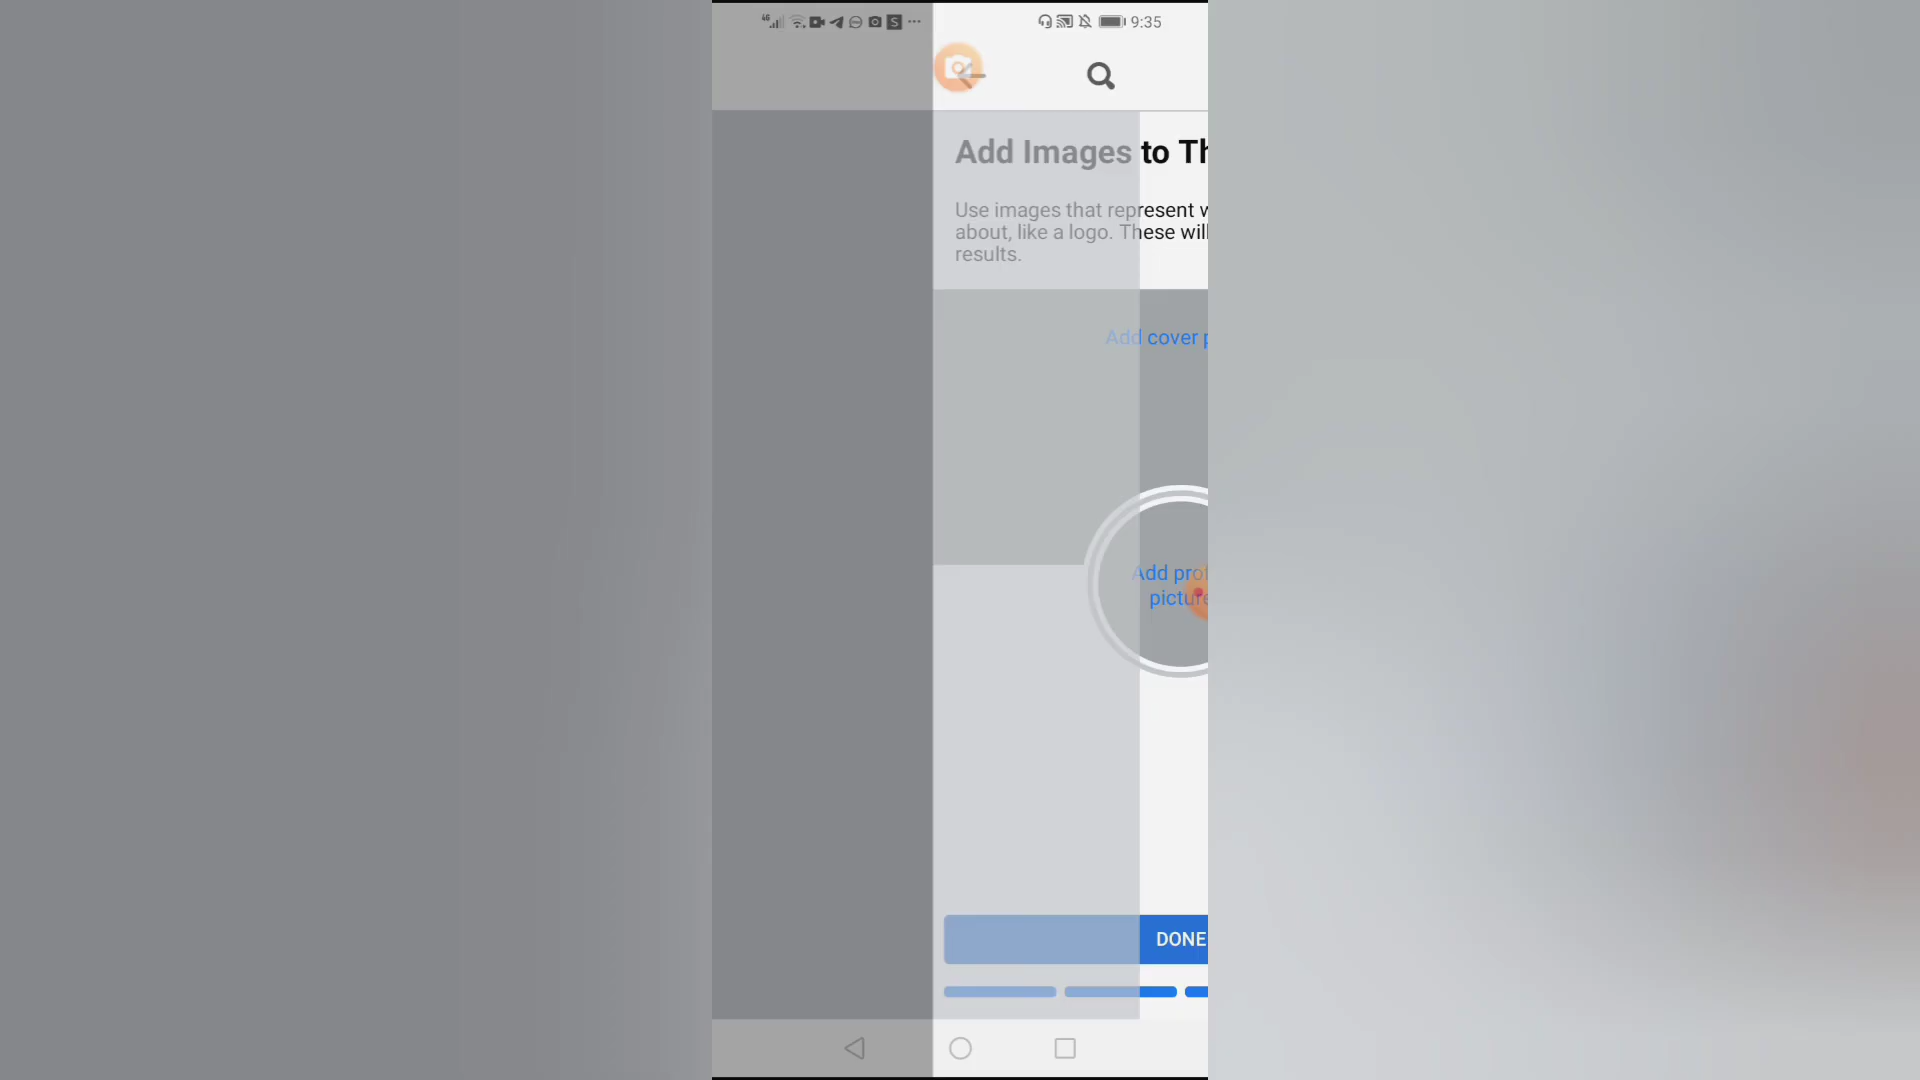 4G
S
9:35
Add Images to Th
Use images that represent w
about, like a logo. These will
results.
Add cover p
Add prof
picture
DONE